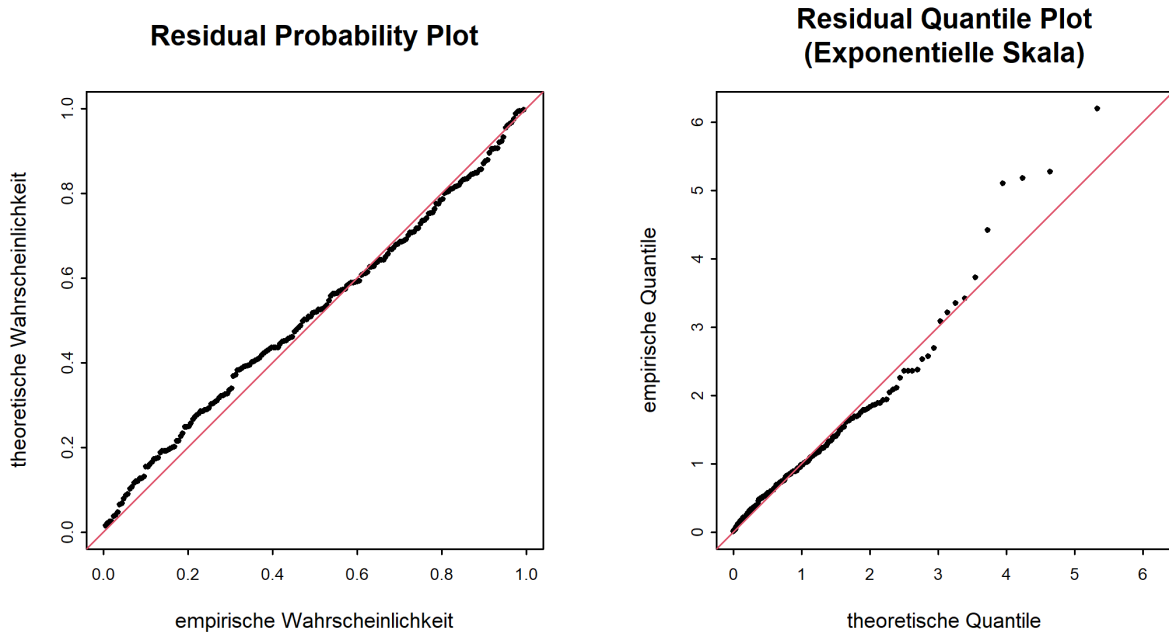 Residual Probability Plot
theoretische Wahrscheinlichkeit
1.0
0.8
0.6
0.4
0.2
0.0
0.0 0.2 0.4 0.6 0.8 1.0
empirische Wahrscheinlichkeit
Residual Quantile Plot
(Exponentielle Skala)
empirische Quantile
6
5
4
3
2
1
0
0 1 2 3 4 5 6
theoretische Quantile